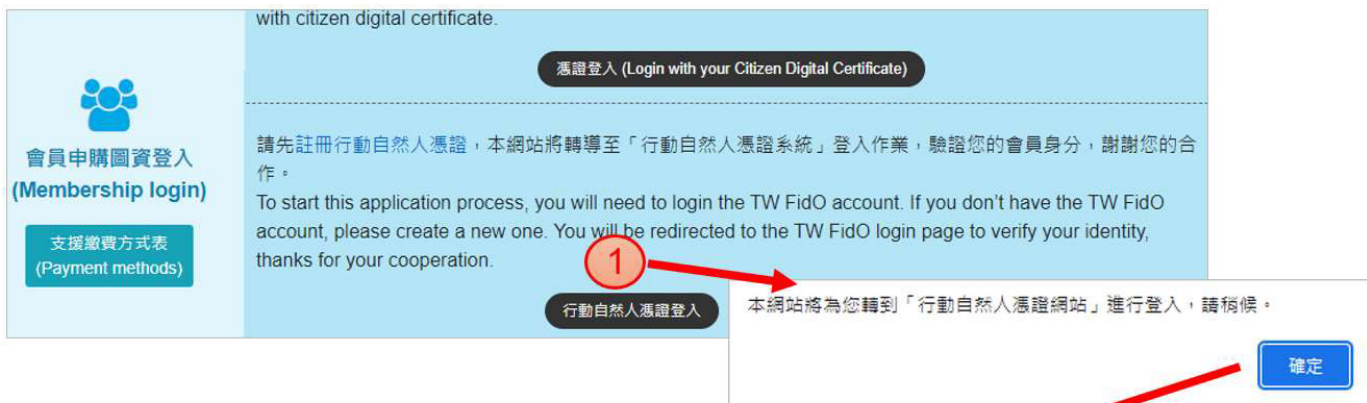 with citizen digital certificate.
憑證登入 (Login with your Citizen Digital Certificate)
會員申購圖資登入
(Membership login)
支援繳費方式表
(Payment methods)
請先註冊行動自然人憑證，本網站將轉導至「行動自然人憑證系統」登入作業，驗證您的會員身分，謝謝您的合
作。
To start this application process, you will need to login the TW FidO account. If you don't have the TW FidO
account, please create a new one. You will be redirected to the TW FidO login page to verify your identity,
thanks for your cooperation.
1
行動自然人憑證登入
本網站將為您轉到「行動自然人憑證網站」進行登入，請稍候。
確定